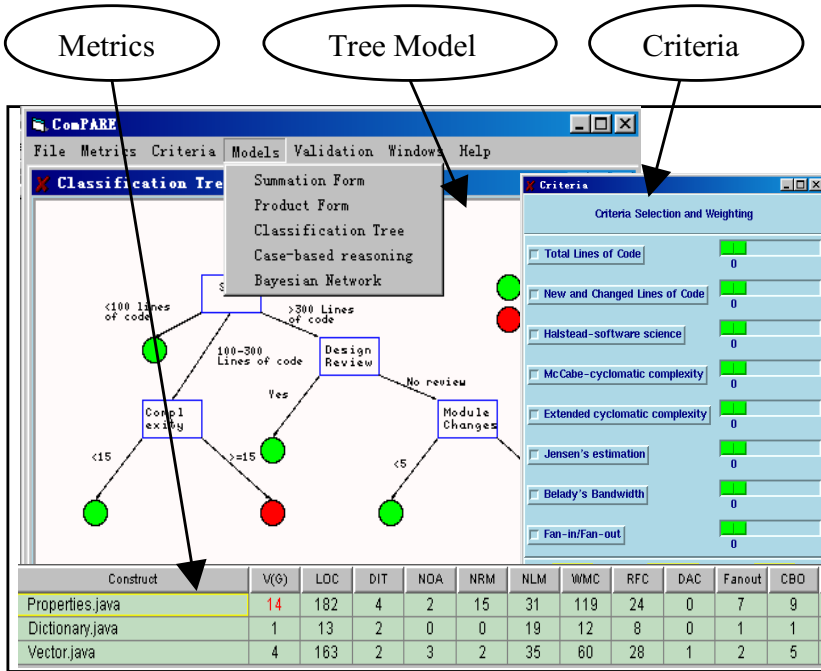 Metrics
Tree Model
Criteria
ComPARE
File Metrics Criteria Models Validation Windows Help
Classification Tre
Summation Form
Product Form
Classification Tree
Case-based reasoning
Bayesian Network
S
<100 lines
of code
>300 Lines
of code
100-300
Lines of code
Design
Review
Yes
No review
Compl
exity
Module
Changes
<15
>=15
<5
Criteria
Criteria Selection and Weighting
Total Lines of Code
0
New and Changed Lines of Code
0
Halstead-software science
0
McCabe-cyclomatic complexity
0
Extended cyclomatic complexity
0
Jensen's estimation
0
Belady's Bandwidth
0
Fan-in/Fan-out
0
Construct V(G) LOC DIT NOA NRM NLM WMC RFC DAC Fanout CBO
Properties.java 14 182 4 2 15 31 119 24 0 7 9
Dictionary.java 1 13 2 0 0 19 12 8 0 1 1
Vector.java 4 163 2 3 2 35 60 28 1 2 5